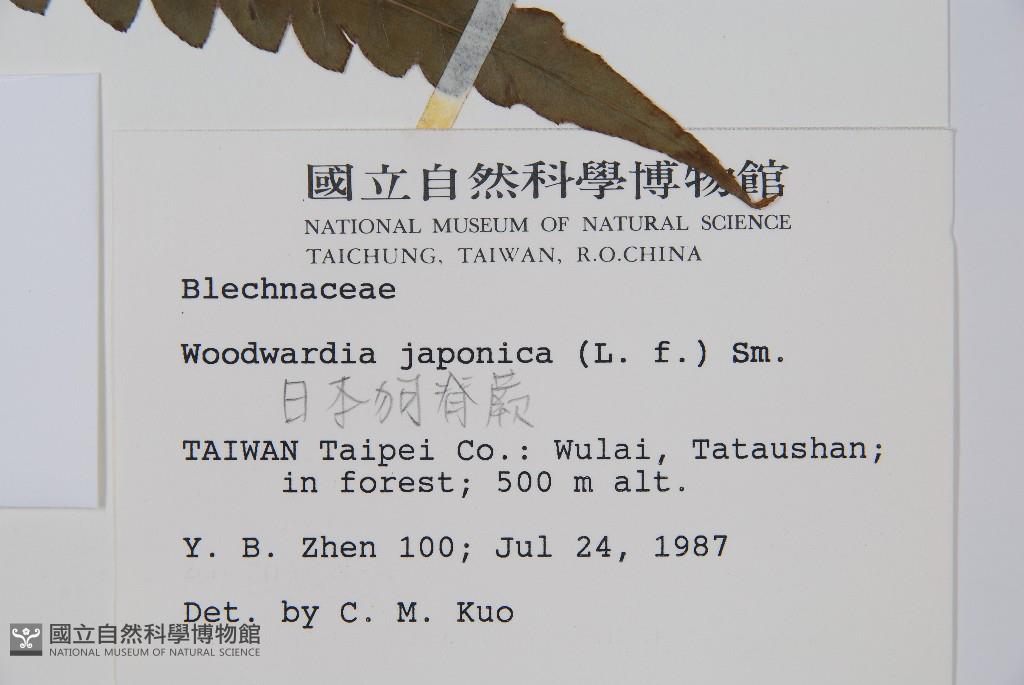 國立自然科學博物館
NATIONAL MUSEUM OF NATURAL SCIENCE
TAICHUNG, TAIWAN, R.O.CHINA
Blechnaceae
Woodwardia japonica (L. f.) Sm.
日本狗脊蕨
TAIWAN Taipei Co.: Wulai, Tataushan;
in forest; 500 m alt.
Y. B. Zhen 100; Jul 24, 1987
Det. by C. M. Kuo
國立自然科學博物館
NATIONAL MUSEUM OF NATURAL SCIENCE